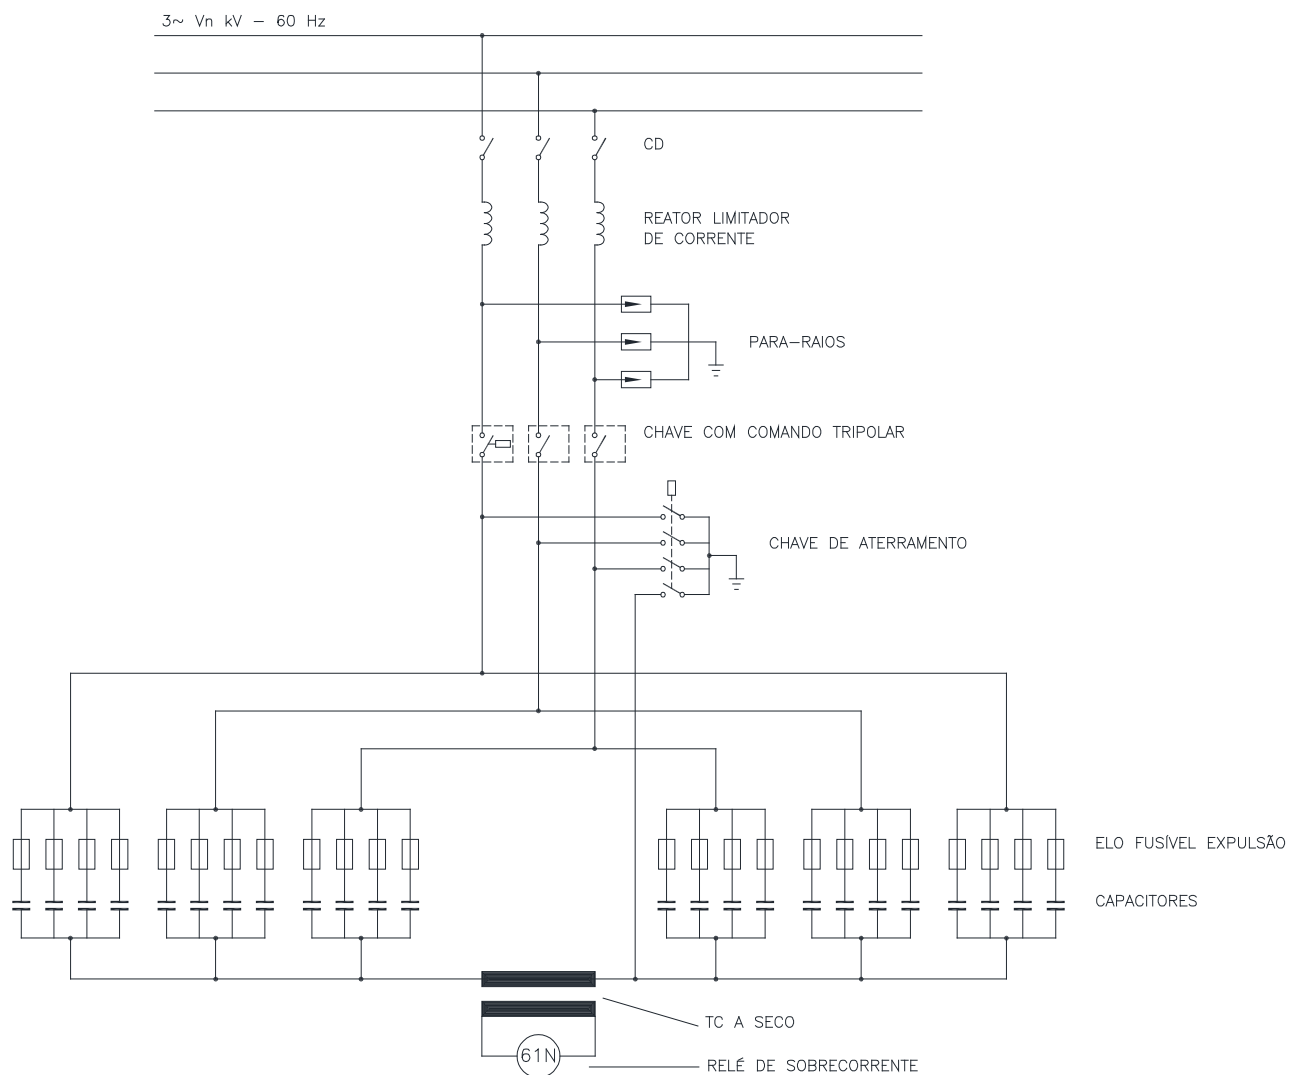 3~ Vn kV – 60 Hz
CD
REATOR LIMITADOR
DE CORRENTE
PARA–RAIOS
CHAVE COM COMANDO TRIPOLAR
CHAVE DE ATERRAMENTO
ELO FUSÍVEL EXPULSÃO
CAPACITORES
TC A SECO
61N
RELÉ DE SOBRECORRENTE